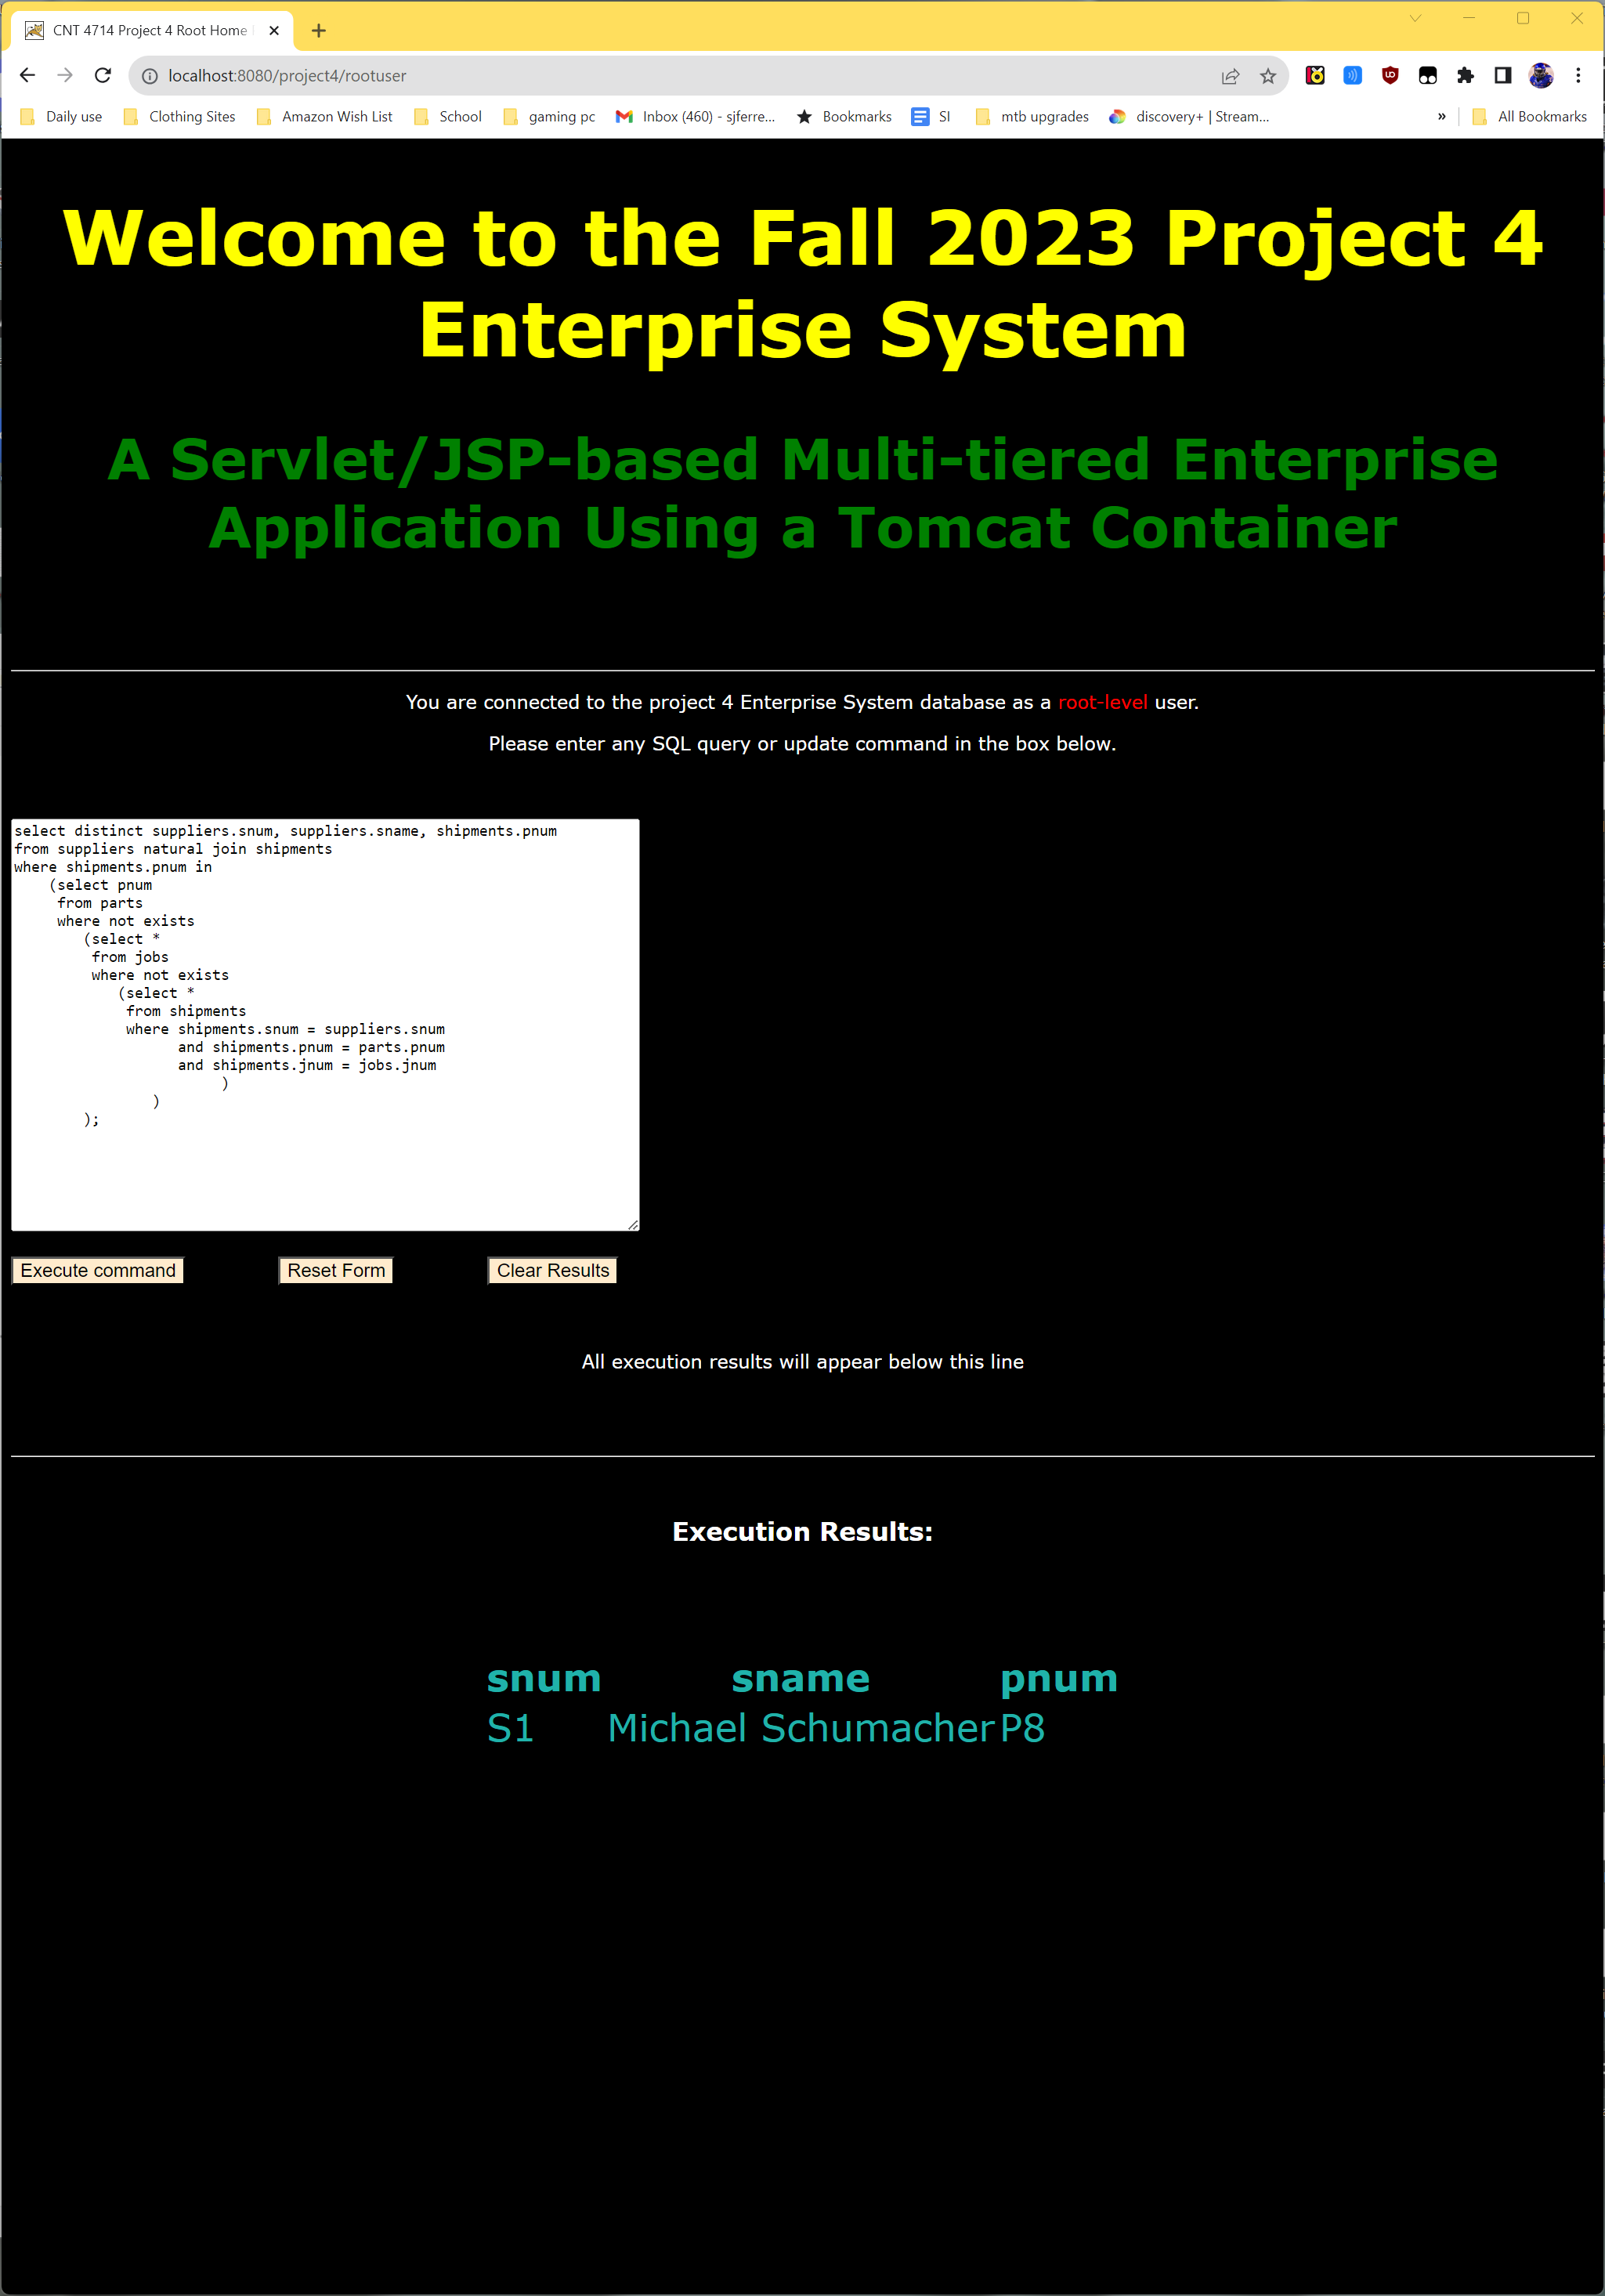 CNT 4714 Project 4 Root Home
localhost:8080/project4/rootuser
Daily use Clothing Sites Amazon Wish List School gaming pc Inbox (460) - sjferre... Bookmarks SI mtb upgrades discovery+ | Stream... » All Bookmarks
Welcome to the Fall 2023 Project 4
Enterprise System
A Servlet/JSP-based Multi-tiered Enterprise
Application Using a Tomcat Container
You are connected to the project 4 Enterprise System database as a root-level user.
Please enter any SQL query or update command in the box below.
select distinct suppliers.snum, suppliers.sname, shipments.pnum
from suppliers natural join shipments
where shipments.pnum in
(select pnum
from parts
where not exists
(select *
from jobs
where not exists
(select *
from shipments
where shipments.snum = suppliers.snum
and shipments.pnum = parts.pnum
and shipments.jnum = jobs.jnum
)
)
);
Execute command Reset Form Clear Results
All execution results will appear below this line
Execution Results:
snum sname pnum
S1 Michael Schumacher P8